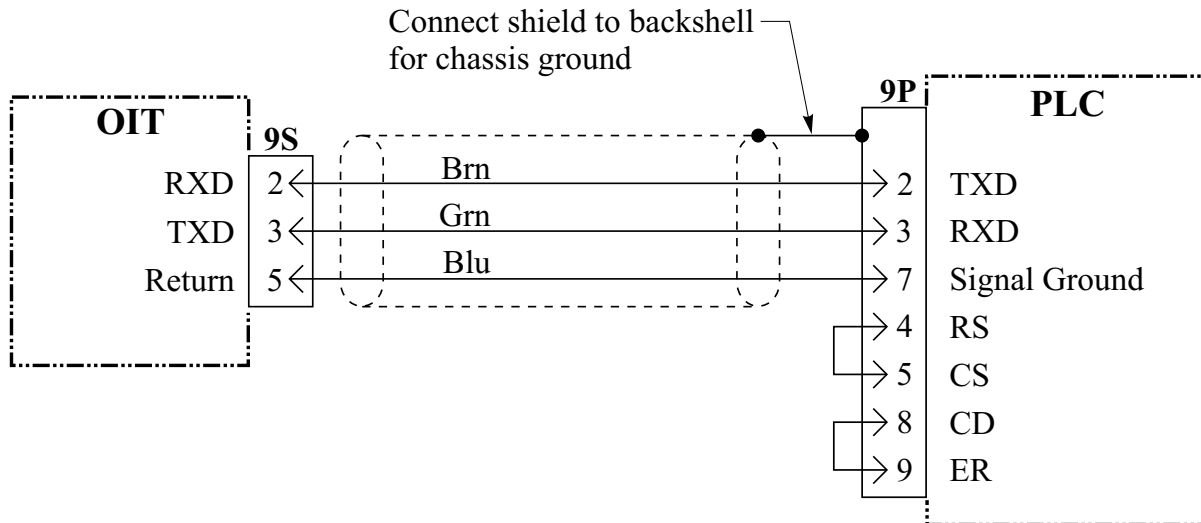 Connect shield to backshell
for chassis ground
OIT
9S
9P
PLC
RXD 2 Brn 2 TXD
TXD 3 Grn 3 RXD
Return 5 Blu 7 Signal Ground
4 RS
5 CS
8 CD
9 ER